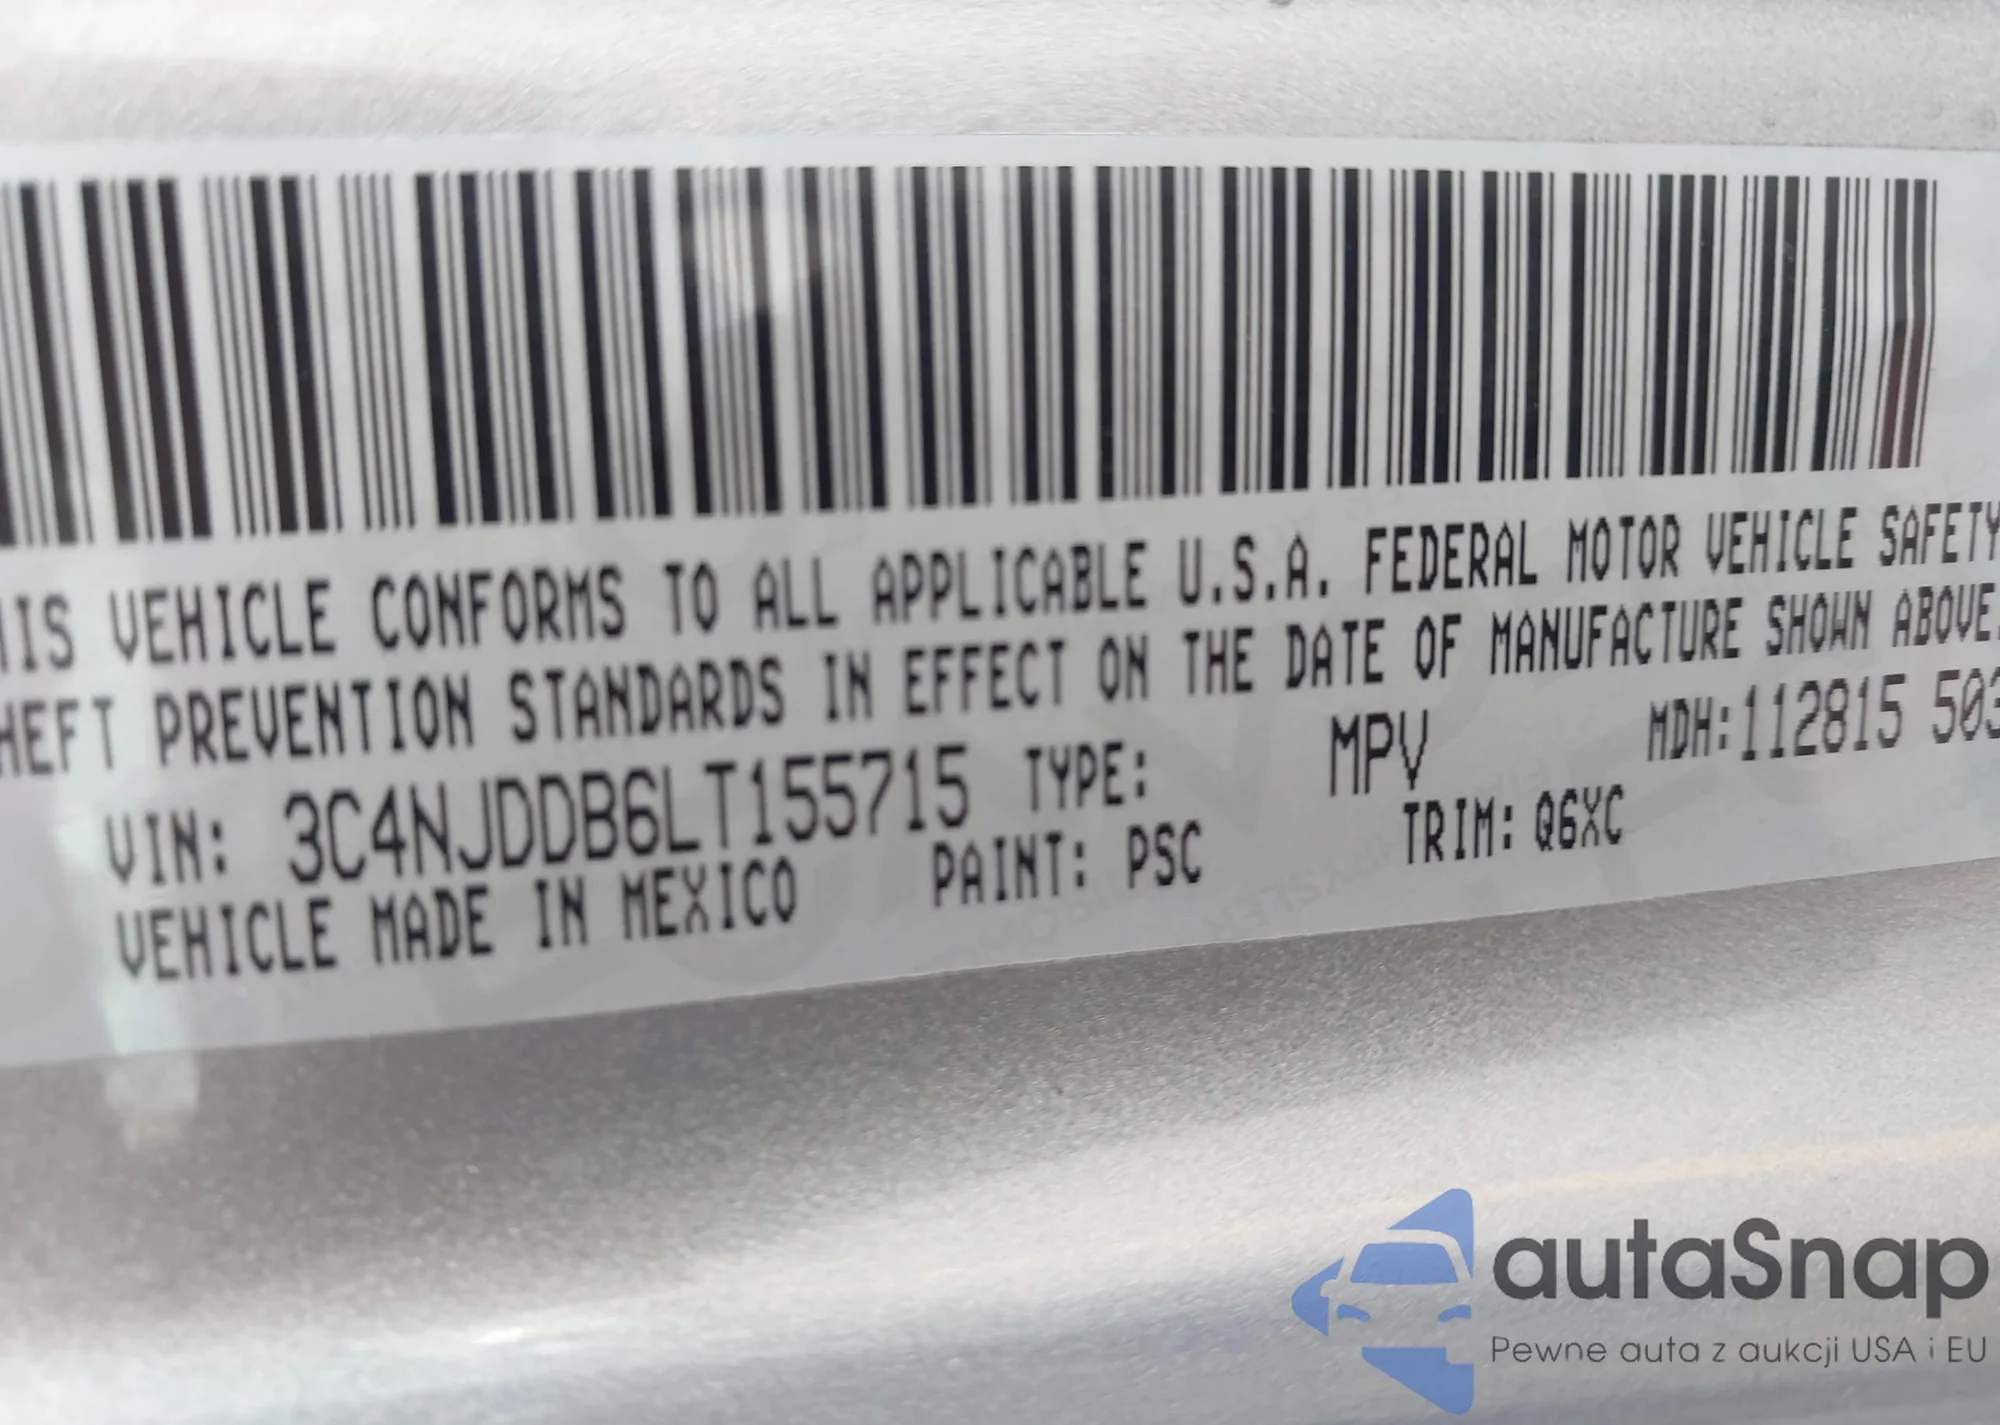 HIS VEHICLE CONFORMS TO ALL APPLICABLE U.S.A. FEDERAL MOTOR VEHICLE SAFETY
HEFT PREVENTION STANDARDS IN EFFECT ON THE DATE OF MANUFACTURE SHOWN ABOVE.
VIN: 3C4NJDDB6LT155715 TYPE: MPV MDH:112815 503
VEHICLE MADE IN MEXICO PAINT: PSC TRIM: Q6XC
autaSnap
Pewne auta z aukcji USA i EU